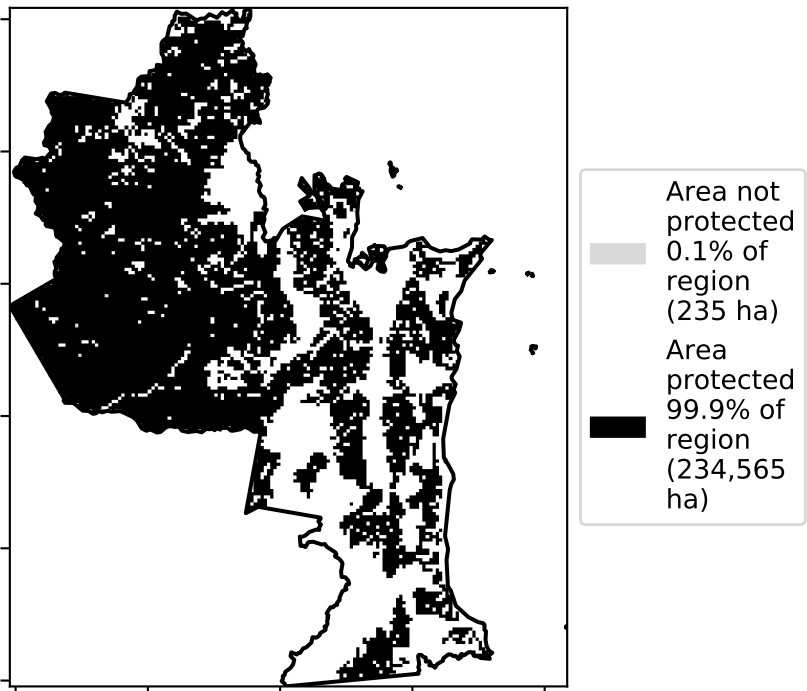 Area not
protected
0.1% of
region
(235 ha)
Area
protected
99.9% of
region
(234,565
ha)